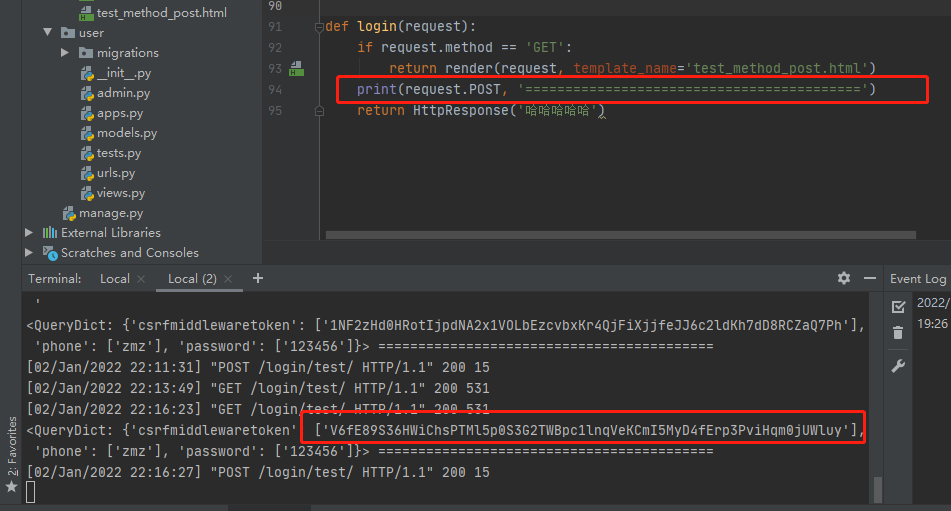 test_method_post.html
user
migrations
__init__.py
admin.py
apps.py
models.py
tests.py
urls.py
views.py
manage.py
External Libraries
Scratches and Consoles
90
91 def login(request):
92 if request.method == 'GET':
93 return render(request, template_name='test_method_post.html')
94 print(request.POST, '==========================================')
95 return HttpResponse('哈哈哈哈哈')
Terminal: Local × Local (2) × +
Event Log
'
<QueryDict: {'csrfmiddlewaretoken': ['1NF2zHd0HRotIjpdNA2x1VOLbEzcvbxKr4QjFiXjjfeJJ6c2ldKh7dD8RCZaQ7Ph'],
'phone': ['zmz'], 'password': ['123456']}> ==========================================
[02/Jan/2022 22:11:31] "POST /login/test/ HTTP/1.1" 200 15
[02/Jan/2022 22:13:49] "GET /login/test/ HTTP/1.1" 200 531
[02/Jan/2022 22:16:23] "GET /login/test/ HTTP/1.1" 200 531
<QueryDict: {'csrfmiddlewaretoken' ['V6fE89S36HWiChsPTMl5p0S3G2TWBpc1lnqVeKCmI5MyD4fErp3PviHqm0jUWluy'],
'phone': ['zmz'], 'password': ['123456']}> ==========================================
[02/Jan/2022 22:16:27] "POST /login/test/ HTTP/1.1" 200 15
2022/
19:26
2: Favorites